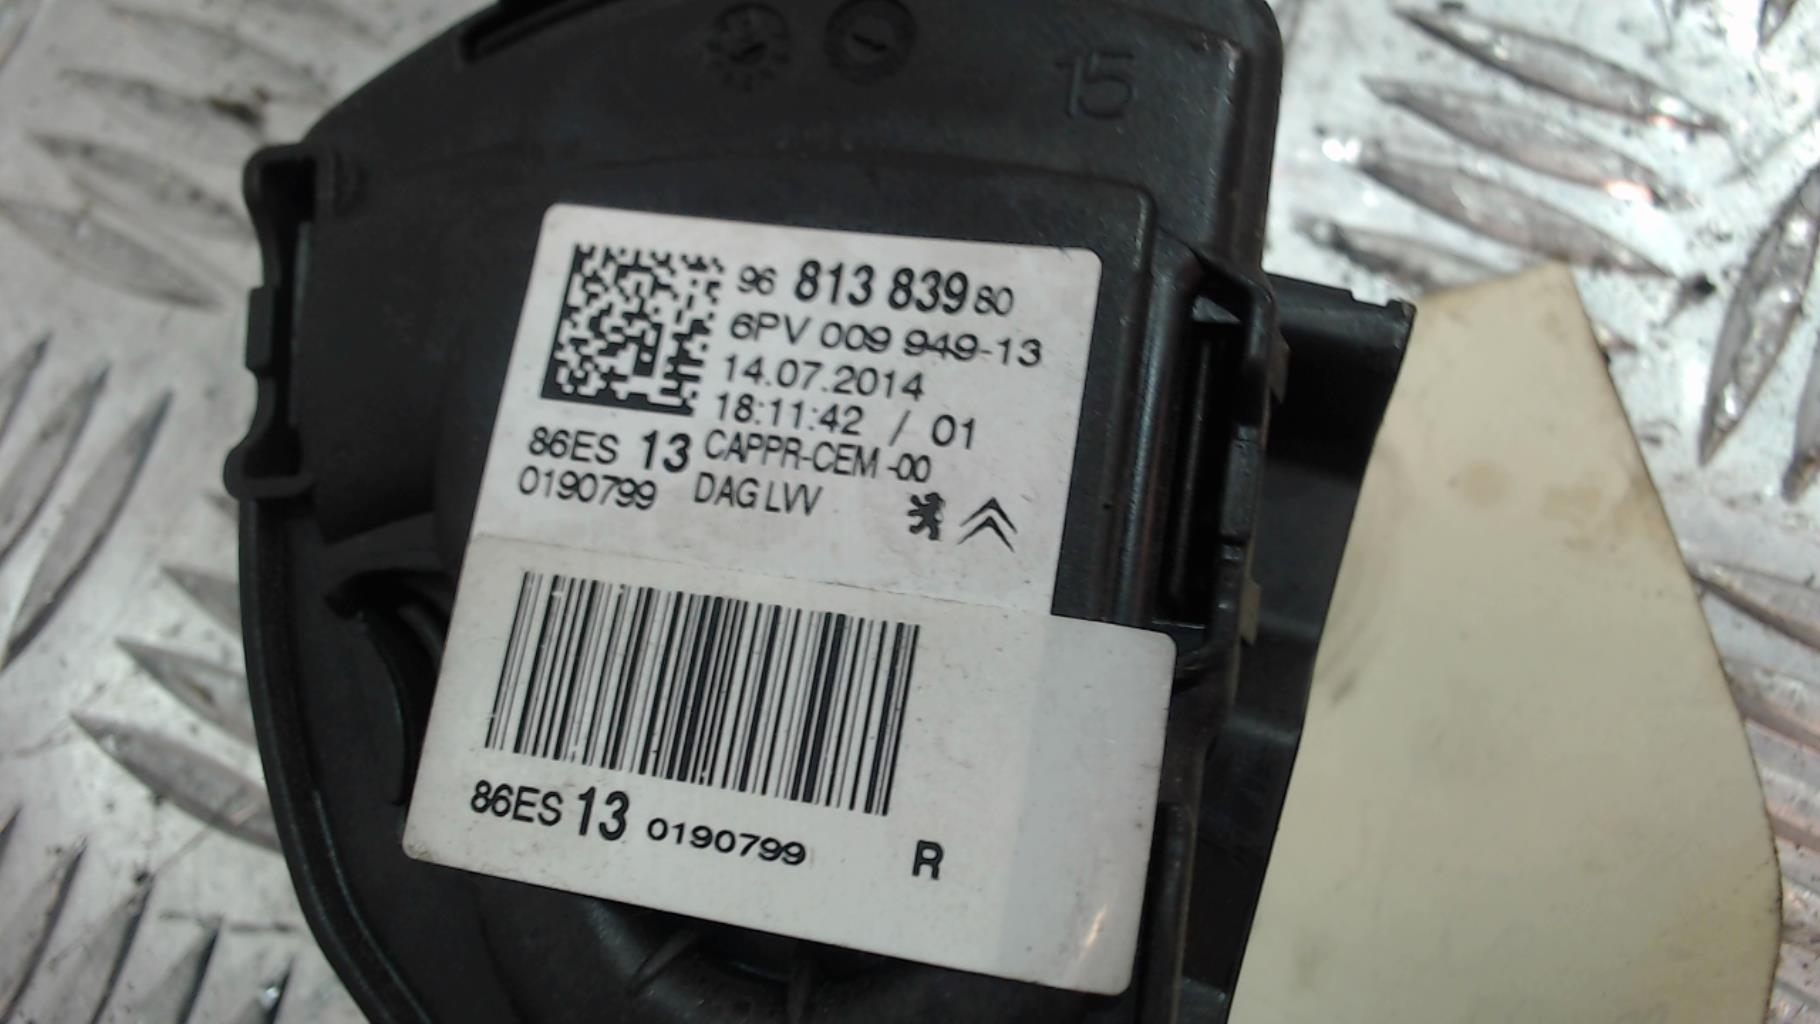 15
96 813 839 80
6PV 009 949-13
14.07.2014
18:11:42 / 01
86ES 13 CAPPR-CEM -00
0190799 DAG LVV
86ES 13 0190799 R